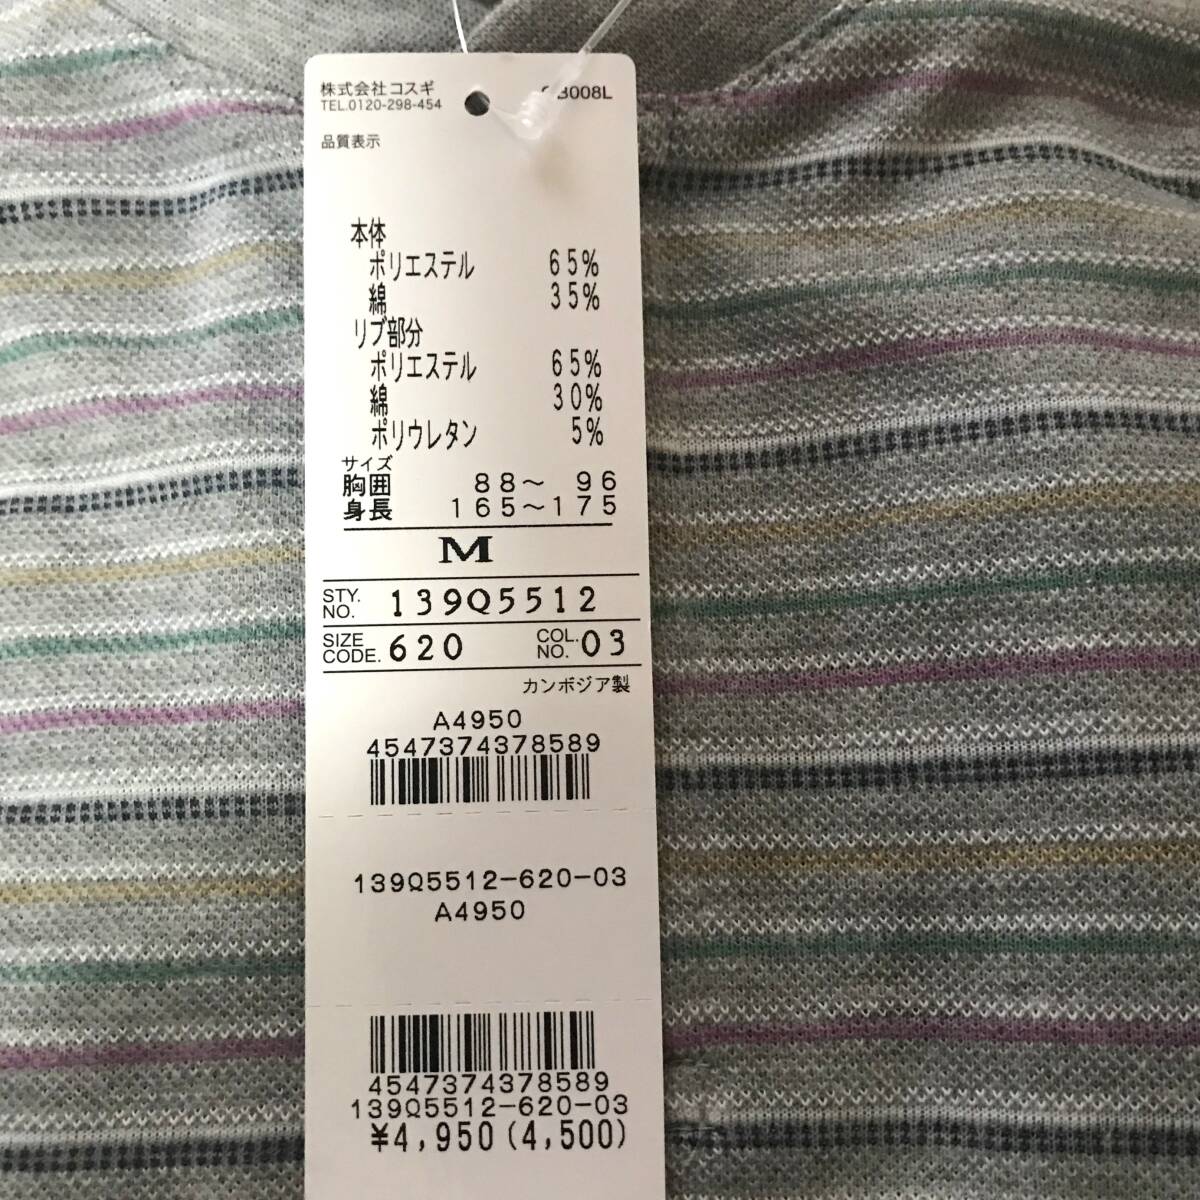 株式会社 コスギ
TEL.0120-298-454
B008L
品質表示
本体
ポリエステル 65%
綿 35%
リブ部分
ポリエステル 65%
綿 30%
ポリウレタン 5%
サイズ
胸囲 88～ 96
身長 165～175
M
STY. NO. 139Q5512
SIZE CODE. 620 COL. NO. 03
カンボジア製
A4950
4547374378589
139Q5512-620-03
A4950
4547374378589
139Q5512-620-03
¥4,950(4,500)